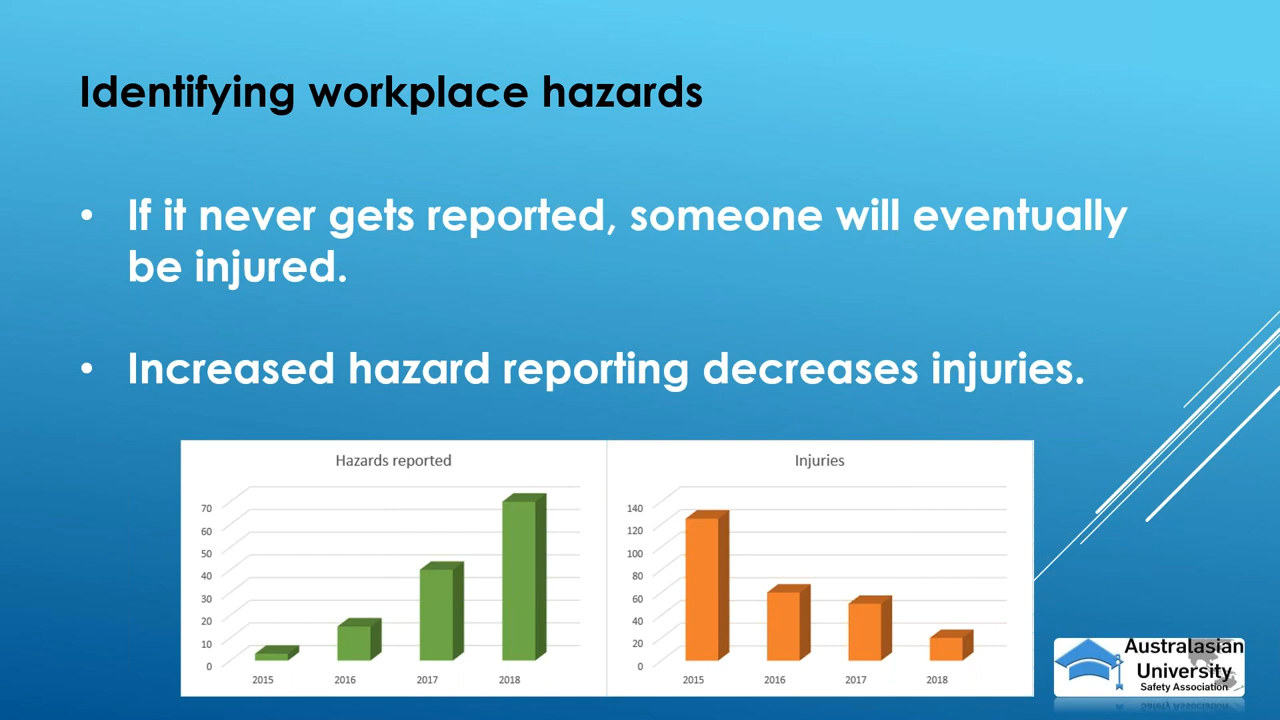 Identifying workplace hazards
• If it never gets reported, someone will eventually
be injured.
• Increased hazard reporting decreases injuries.
Hazards reported
70
60
50
40
30
20
10
0
2015 2016 2017 2018
Injuries
140
120
100
80
60
40
20
0
2015 2016 2017 2018
Australasian
University
Safety Association